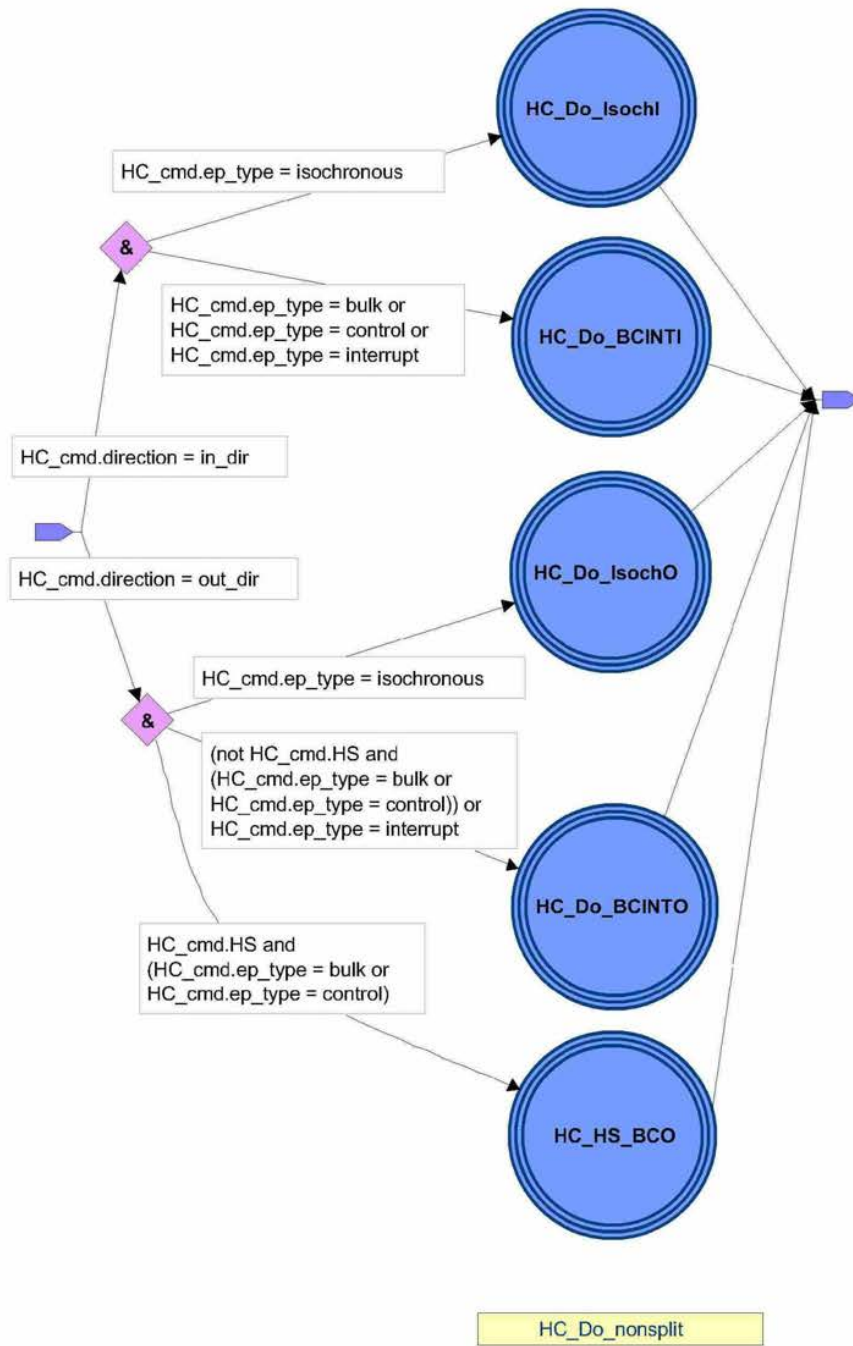 HC_Do_IsochI
HC_cmd.ep_type = isochronous
&
HC_cmd.ep_type = bulk or
HC_cmd.ep_type = control or
HC_cmd.ep_type = interrupt
HC_Do_BCINTI
HC_cmd.direction = in_dir
HC_cmd.direction = out_dir
HC_Do_IsochO
HC_cmd.ep_type = isochronous
&
(not HC_cmd.HS and
(HC_cmd.ep_type = bulk or
HC_cmd.ep_type = control)) or
HC_cmd.ep_type = interrupt
HC_Do_BCINTO
HC_cmd.HS and
(HC_cmd.ep_type = bulk or
HC_cmd.ep_type = control)
HC_HS_BCO
HC_Do_nonsplit